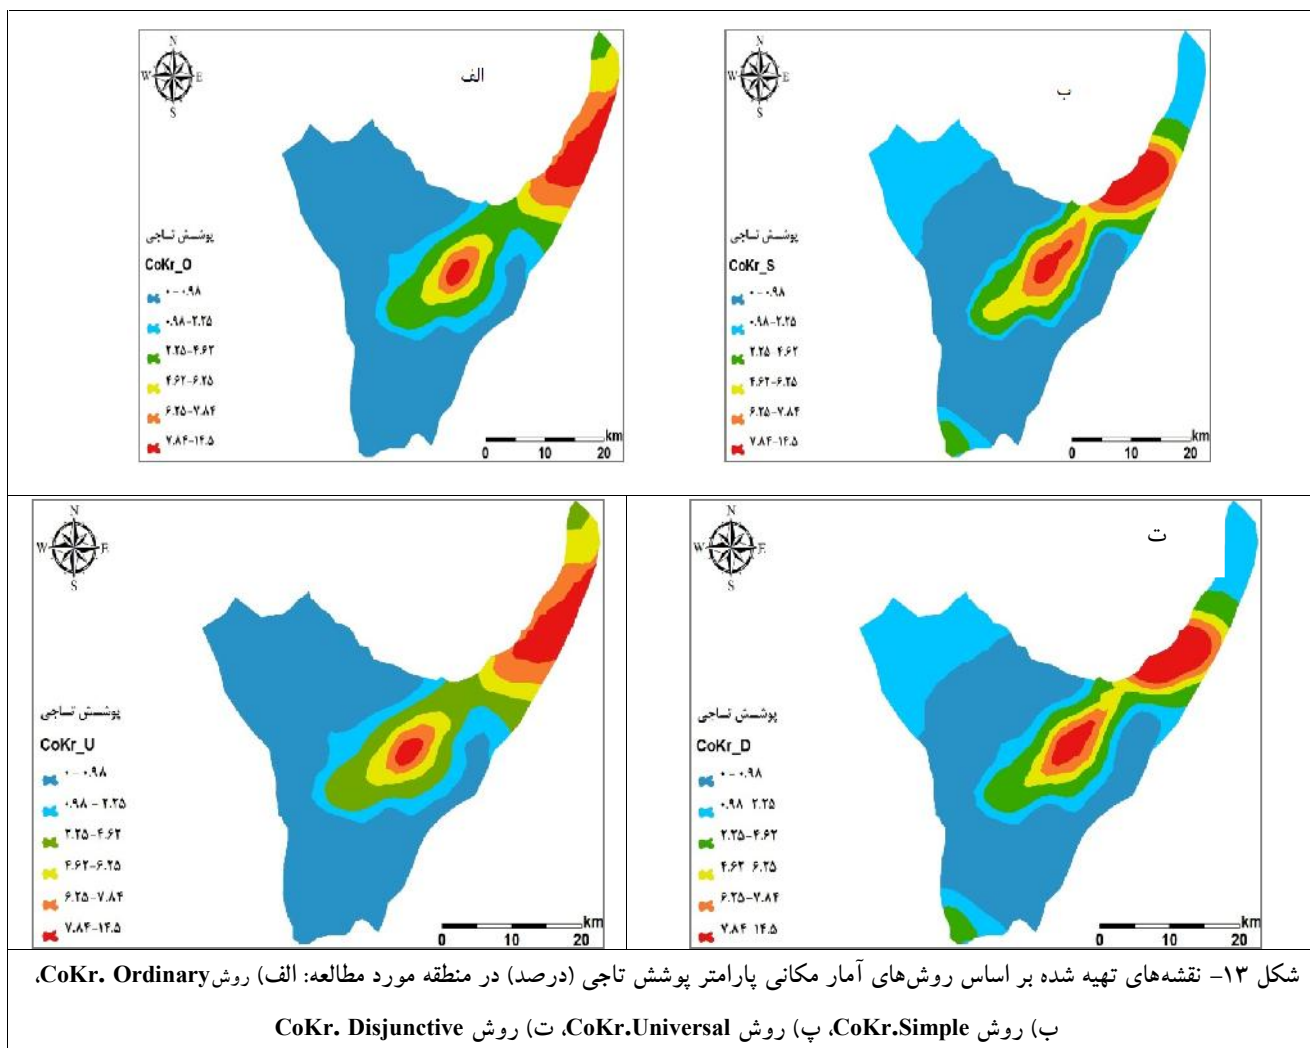 N
W
E
S
الف
پوشش تاجی
CoKr_O
۰-۰.۹۸
۰.۹۸-۲.۲۵
۲.۲۵-۴.۶۲
۴.۶۲-۶.۲۵
۶.۲۵-۷.۸۴
۷.۸۴-۱۴.۵
km
0 10 20
N
W E
S
ب
پوشش تاجی
CoKr_S
۰-۰.۹۸
۰.۹۸-۲.۲۵
۲.۲۵ ۴.۶۲
۴.۶۲-۶.۲۵
۶.۲۵-۷.۸۴
۷.۸۴-۱۴.۵
km
0 10 20
N
W E
S
پوشش تاجی
CoKr_U
۰-۰.۹۸
۰.۹۸ - ۲.۲۵
۲.۲۵-۴.۶۲
۴.۶۲-۶.۲۵
۶.۲۵-۷.۸۴
۷.۸۴-۱۴.۵
km
0 10 20
N
W E
S
ت
پوشش تاجی
CoKr_D
۰-۰.۹۸
۰.۹۸ ۲.۲۵
۲.۲۵-۴.۶۲
۴.۶۲ ۶.۲۵
۶.۲۵-۷.۸۴
۷.۸۴ ۱۴.۵
km
0 10 20
شکل ۱۳- نقشه‌های تهیه شده بر اساس روش‌های آمار مکانی پارامتر پوشش تاجی (درصد) در منطقه مورد مطالعه: الف) روش CoKr. Ordinary،
ب) روش CoKr.Simple، پ) روش CoKr.Universal، ت) روش CoKr. Disjunctive